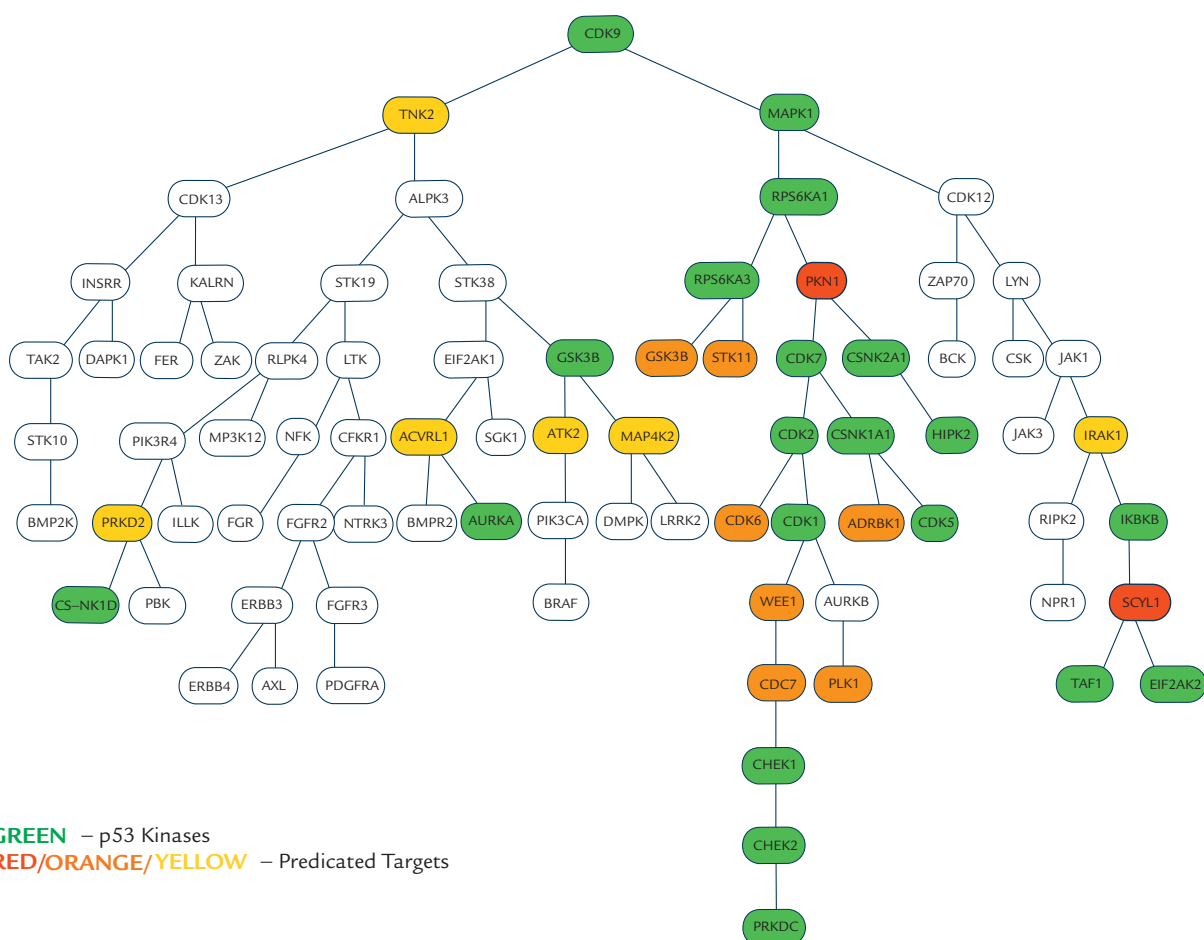 CDK9
TNK2 MAPK1
CDK13 ALPK3 RPS6KA1 CDK12
INSRR KALRN STK19 STK38 RPS6KA3 PKN1 ZAP70 LYN
TAK2 DAPK1 FER ZAK RLPK4 LTK EIF2AK1 GSK3B GSK3B STK11 CDK7 CSNK2A1 BCK CSK JAK1
STK10 PIK3R4 MP3K12 NFK CFKR1 ACVRL1 SGK1 ATK2 MAP4K2 CDK2 CSNK1A1 HIPK2 JAK3 IRAK1
BMP2K PRKD2 ILLK FGR FGFR2 NTRK3 BMPR2 AURKA PIK3CA DMPK LRRK2 CDK6 CDK1 ADRBK1 CDK5 RIPK2 IKBKB
CS–NK1D PBK ERBB3 FGFR3 BRAF WEE1 AURKB NPR1 SCYL1
ERBB4 AXL PDGFRA CDC7 PLK1 TAF1 EIF2AK2
CHEK1
CHEK2
PRKDC
GREEN – p53 Kinases
RED/ORANGE/YELLOW – Predicated Targets